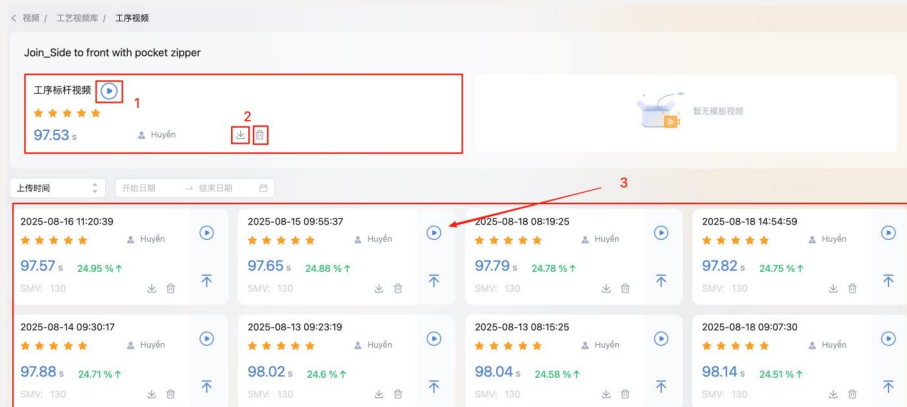 < 视频 / 工艺视频库 / 工序视频
Join_Side to front with pocket zipper
工序标杆视频
1
2
97.53 s Huyền
暂无模板视频
上传时间 开始日期 → 结束日期
3
2025-08-16 11:20:39
Huyền
97.57 s 24.95 % ↑
SMV: 130
2025-08-15 09:55:37
Huyền
97.65 s 24.88 % ↑
SMV: 130
2025-08-18 08:19:25
Huyền
97.79 s 24.78 % ↑
SMV: 130
2025-08-18 14:54:59
Huyền
97.82 s 24.75 % ↑
SMV: 130
2025-08-14 09:30:17
Huyền
97.88 s 24.71 % ↑
SMV: 130
2025-08-13 09:23:19
Huyền
98.02 s 24.6 % ↑
SMV: 130
2025-08-13 08:15:25
Huyền
98.04 s 24.58 % ↑
SMV: 130
2025-08-18 09:07:30
Huyền
98.14 s 24.51 % ↑
SMV: 130